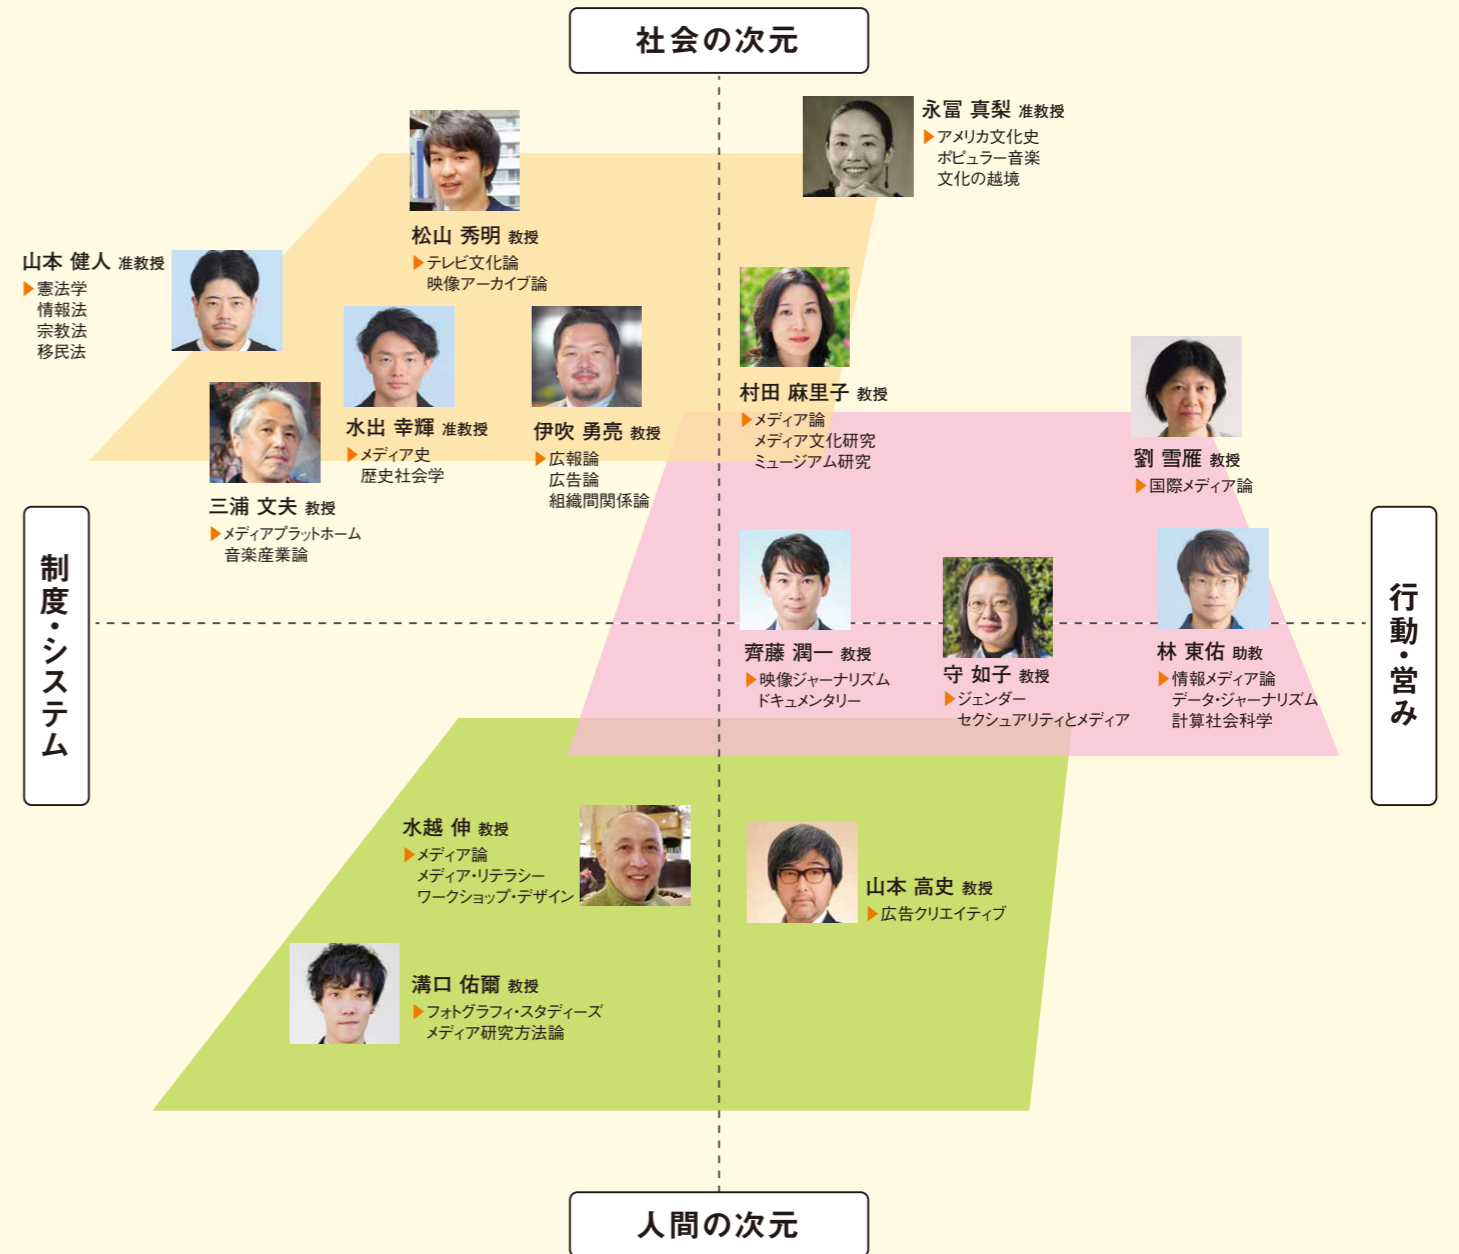 社会の次元
永冨 真梨 准教授
▶アメリカ文化史
ポピュラー音楽
文化の越境
松山 秀明 教授
▶テレビ文化論
映像アーカイブ論
山本 健人 准教授
▶憲法学
情報法
宗教法
移民法
村田 麻里子 教授
▶メディア論
メディア文化研究
ミュージアム研究
水出 幸輝 准教授
▶メディア史
歴史社会学
伊吹 勇亮 教授
▶広報論
広告論
組織間関係論
劉 雪雁 教授
▶国際メディア論
三浦 文夫 教授
▶メディアプラットホーム
音楽産業論
制度・システム
行動・営み
齊藤 潤一 教授
▶映像ジャーナリズム
ドキュメンタリー
守 如子 教授
▶ジェンダー
セクシュアリティとメディア
林 東佑 助教
▶情報メディア論
データ・ジャーナリズム
計算社会科学
水越 伸 教授
▶メディア論
メディア・リテラシー
ワークショップ・デザイン
山本 高史 教授
▶広告クリエイティブ
溝口 佑爾 教授
▶フォトグラフィ・スタディーズ
メディア研究方法論
人間の次元